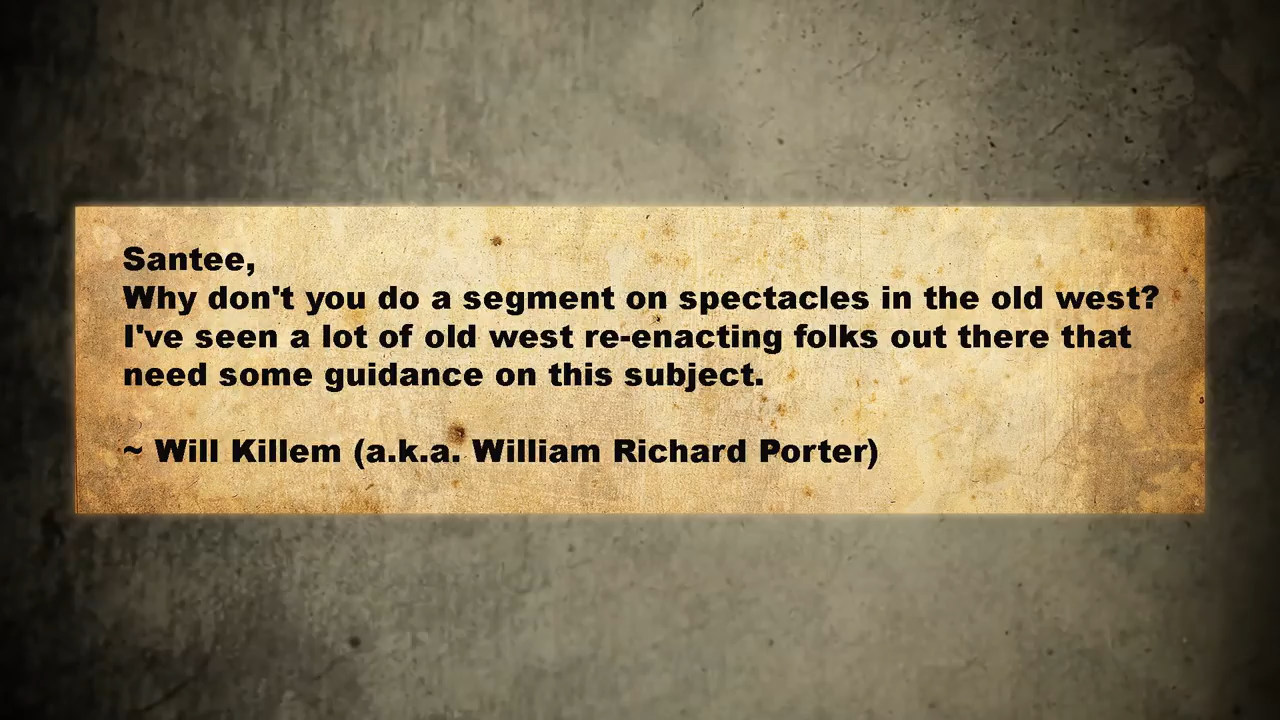 Santee,
Why don't you do a segment on spectacles in the old west?
I've seen a lot of old west re-enacting folks out there that
need some guidance on this subject.
~ Will Killem (a.k.a. William Richard Porter)